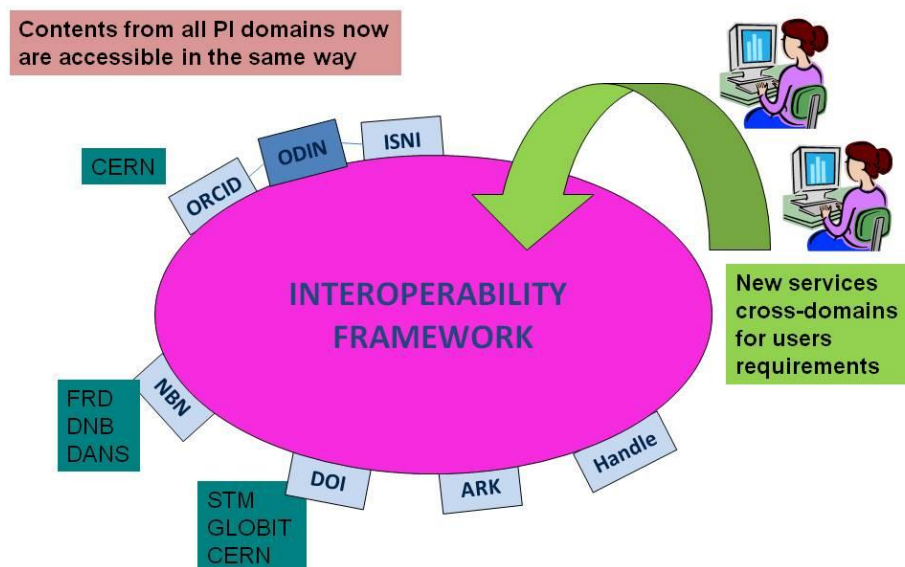 Contents from all PI domains now
are accessible in the same way
CERN
ORCID
ODIN
ISNI
INTEROPERABILITY
FRAMEWORK
New services
cross-domains
for users
requirements
NBN
FRD
DNB
DANS
DOI
ARK
Handle
STM
GLOBIT
CERN